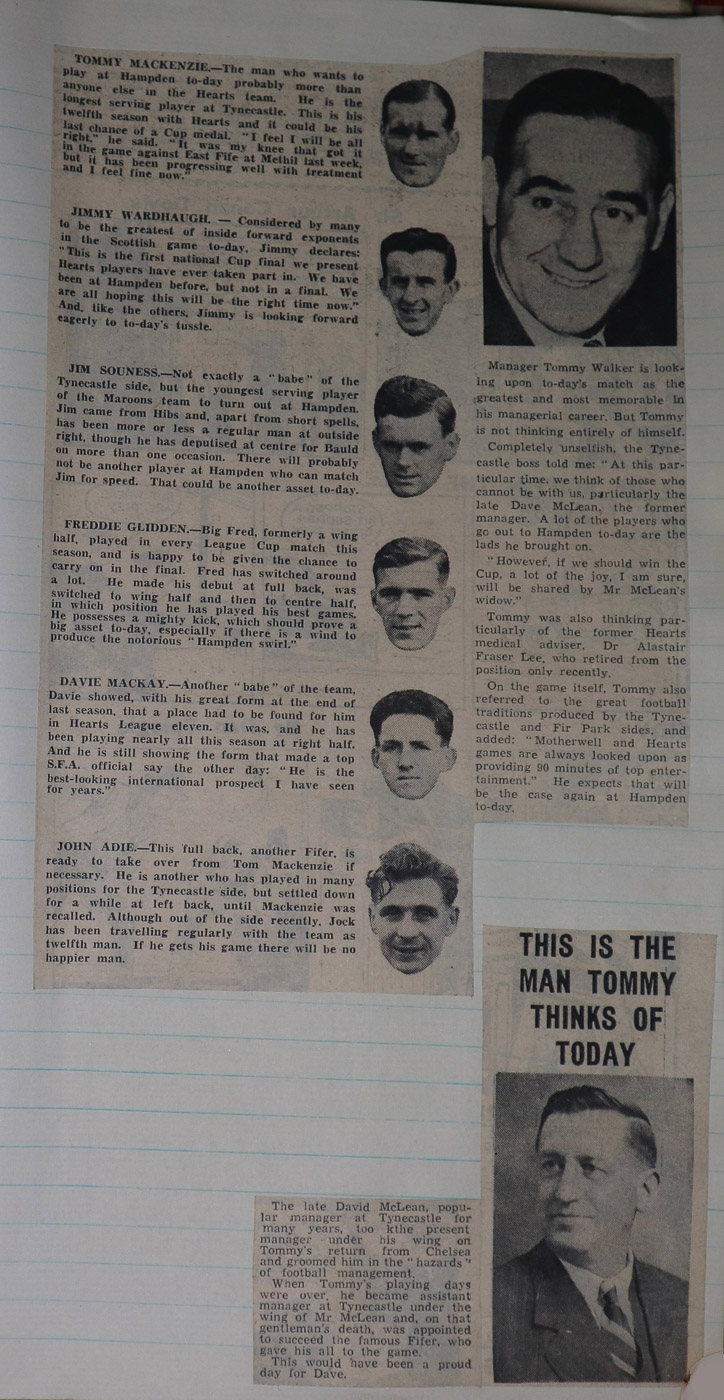 TOMMY MACKENZIE.—The man who wants to
play at Hampden to-day probably more than
anyone else in the Hearts team. He is the
longest serving player at Tynecastle. This is his
twelfth season with Hearts and it could be his
last chance of a Cup medal. "I feel I will be all
right," he said. "It was my knee that got it
in the game against East Fife at Methil last week,
but it has been progressing well with treatment
and I feel fine now."
JIMMY WARDHAUGH. — Considered by many
to be the greatest of inside forward exponents
in the Scottish game to-day, Jimmy declares:
"This is the first national Cup final we present
Hearts players have ever taken part in. We have
been at Hampden before, but not in a final. We
are all hoping this will be the right time now."
And, like the others, Jimmy is looking forward
eagerly to to-day's tussle.
JIM SOUNESS.—Not exactly a "babe" of the
Tynecastle side, but the youngest serving player
of the Maroons team to turn out at Hampden.
Jim came from Hibs and, apart from short spells,
has been more or less a regular man at outside
right, though he has deputised at centre for Bauld
on more than one occasion. There will probably
not be another player at Hampden who can match
Jim for speed. That could be another asset to-day.
FREDDIE GLIDDEN.—Big Fred, formerly a wing
half, played in every League Cup match this
season, and is happy to be given the chance to
carry on in the final. Fred has switched around
a lot. He made his debut at full back, was
switched to wing half and then to centre half,
in which position he has played his best games.
He possesses a mighty kick, which should prove a
big asset to-day, especially if there is a wind to
produce the notorious "Hampden swirl."
DAVIE MACKAY.—Another "babe" of the team,
Davie showed, with his great form at the end of
last season, that a place had to be found for him
in Hearts League eleven. It was, and he has
been playing nearly all this season at right half.
And he is still showing the form that made a top
S.F.A. official say the other day: "He is the
best-looking international prospect I have seen
for years."
JOHN ADIE.—This full back, another Fifer, is
ready to take over from Tom Mackenzie if
necessary. He is another who has played in many
positions for the Tynecastle side, but settled down
for a while at left back, until Mackenzie was
recalled. Although out of the side recently, Jock
has been travelling regularly with the team as
twelfth man. If he gets his game there will be no
happier man.
Manager Tommy Walker is look-
ing upon to-day's match as the
greatest and most memorable in
his managerial career. But Tommy
is not thinking entirely of himself.
Completely unselfish, the Tyne-
castle boss told me: "At this par-
ticular time, we think of those who
cannot be with us, particularly the
late Dave McLean, the former
manager. A lot of the players who
go out to Hampden to-day are the
lads he brought on.
"However, if we should win the
Cup, a lot of the joy, I am sure,
will be shared by Mr McLean's
widow."
Tommy was also thinking par-
ticularly of the former Hearts
medical adviser, Dr Alastair
Fraser Lee, who retired from the
position only recently.
On the game itself, Tommy also
referred to the great football
traditions produced by the Tyne-
castle and Fir Park sides, and
added: "Motherwell and Hearts
games are always looked upon as
providing 90 minutes of top enter-
tainment." He expects that will
be the case again at Hampden
to-day.
THIS IS THE
MAN TOMMY
THINKS OF
TODAY
The late David McLean, popu-
lar manager at Tynecastle for
many years, too kthe present
manager under his wing on
Tommy's return from Chelsea
and groomed him in the "hazards"
of football management.
When Tommy's playing days
were over, he became assistant
manager at Tynecastle under the
wing of Mr McLean and, on that
gentleman's death, was appointed
to succeed the famous Fifer, who
gave his all to the game.
This would have been a proud
day for Dave.